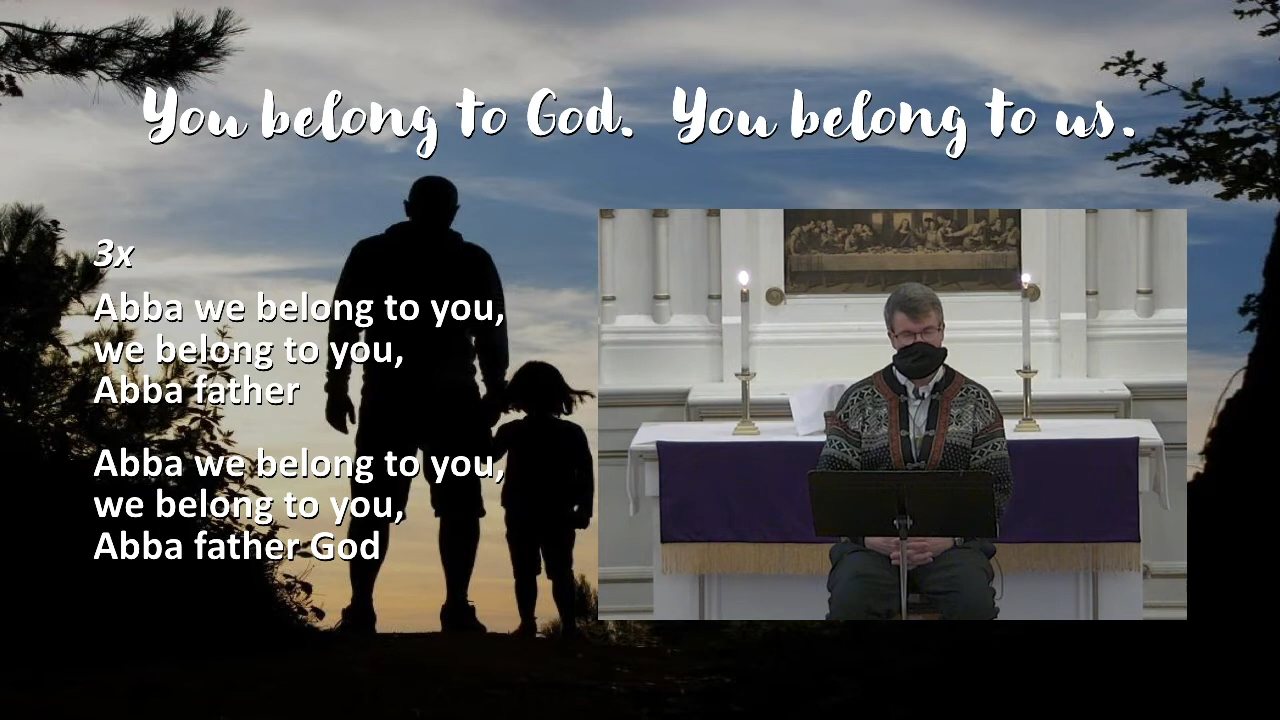 You belong to God.  You belong to us.
3x
Abba we belong to you,
we belong to you,
Abba father
Abba we belong to you,
we belong to you,
Abba father God